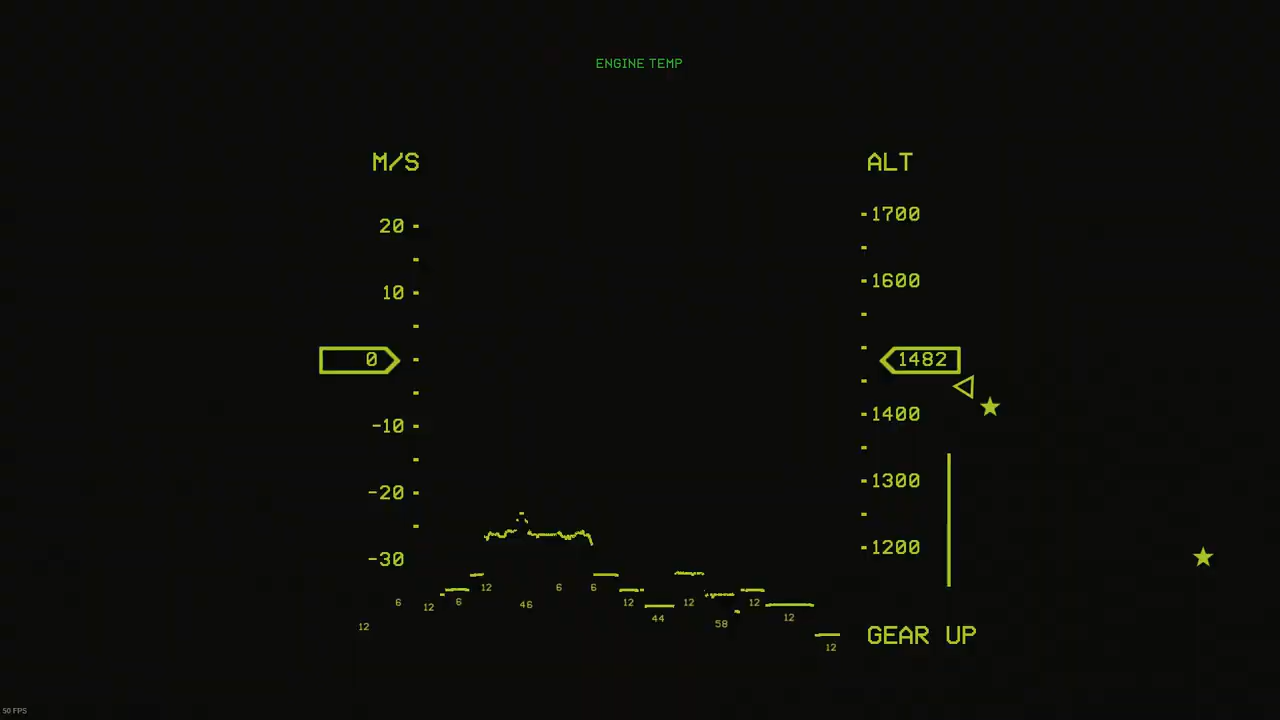 ENGINE TEMP
M/S ALT
1700
20
1600
10
0 1482
-10 1400
-20 1300
-30 1200
12 6 6
6 12 6 46 12 12 12
44 58 12
12 12
GEAR UP
50 FPS